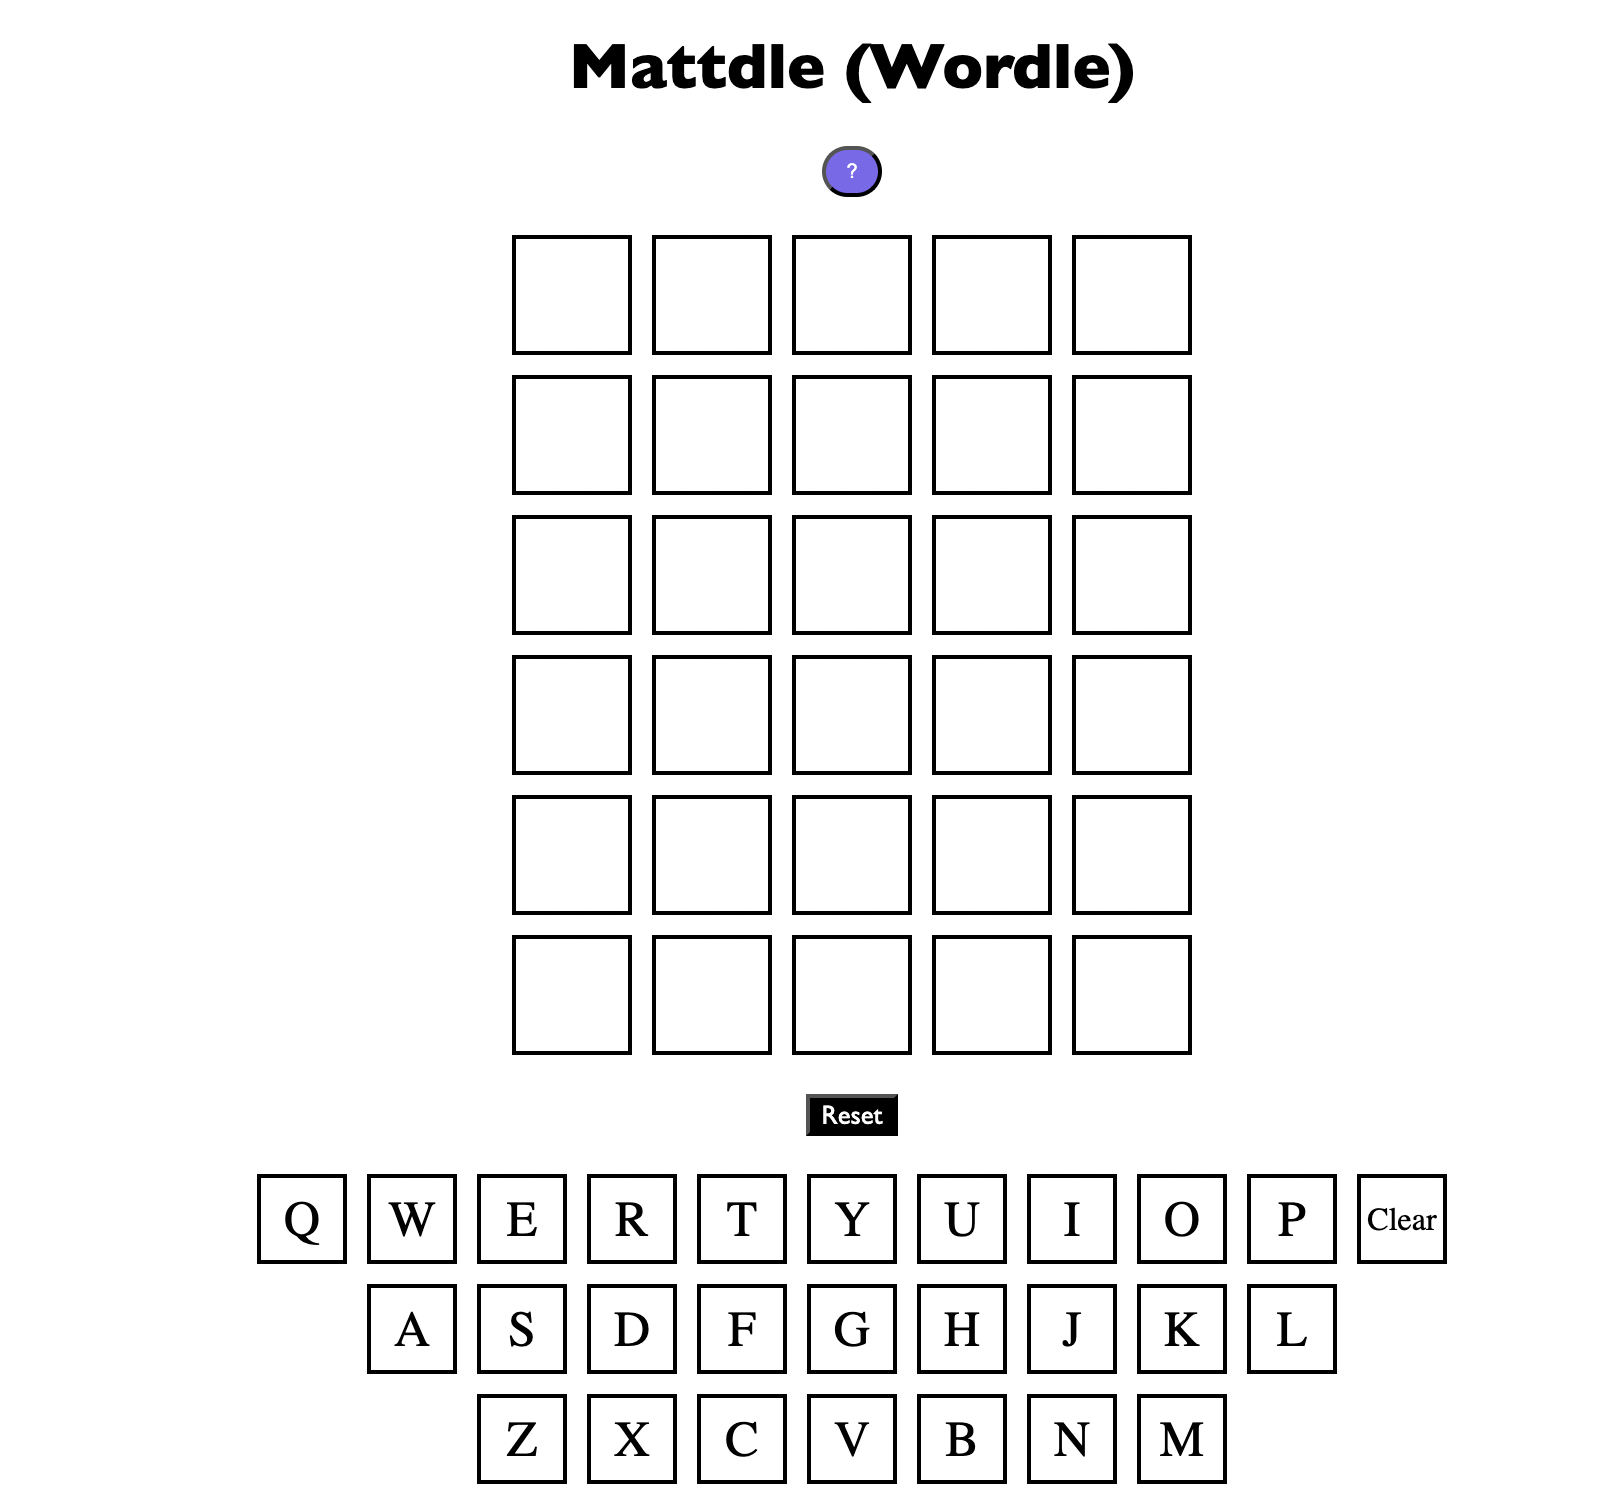 Mattdle (Wordle)
?
Reset
Q W E R T Y U I O P Clear
A S D F G H J K L
Z X C V B N M